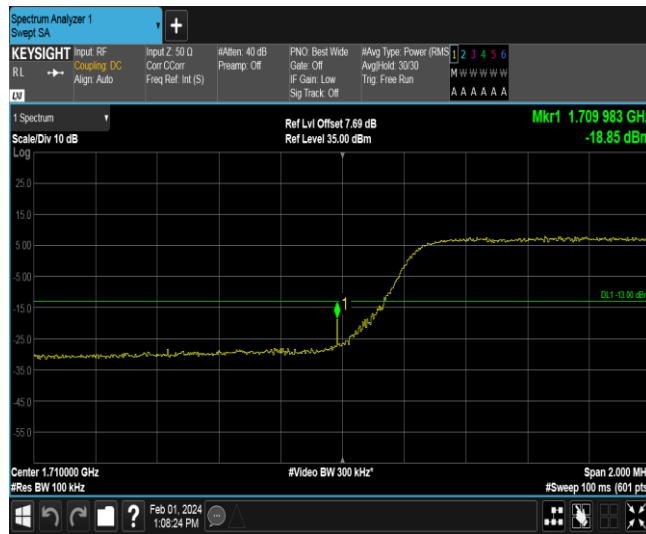 Spectrum Analyzer 1
Swept SA
+
KEYSIGHT
RL
LXI
Input: RF
Coupling: DC
Align: Auto
Input Z: 50 Ω
Corr CCorr
Freq Ref: Int (S)
#Atten: 40 dB
Preamp: Off
PNO: Best Wide
Gate: Off
IF Gain: Low
Sig Track: Off
#Avg Type: Power (RMS
Avg|Hold: 30/30
Trig: Free Run
1 2 3 4 5 6
M W W W W W
A A A A A A
1 Spectrum
Scale/Div 10 dB
Ref Lvl Offset 7.69 dB
Ref Level 35.00 dBm
Mkr1 1.709 983 GHz
-18.85 dBm
Log
25.0
15.0
5.00
-5.00
DL1 -13.00 dBm
1
-15.0
-25.0
-35.0
-45.0
-55.0
Center 1.710000 GHz
#Video BW 300 kHz*
Span 2.000 MH
#Res BW 100 kHz
#Sweep 100 ms (601 pts
?
Feb 01, 2024
1:08:24 PM